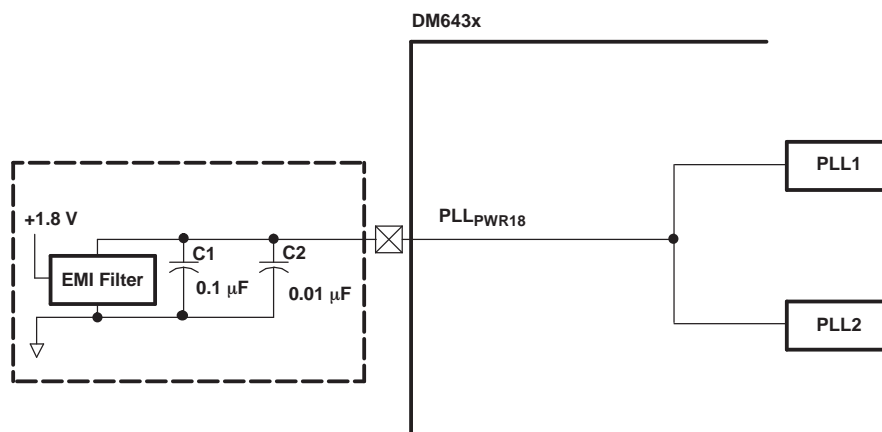 DM643x
PLL1
+1.8 V
PLLPWR18
C1
C2
EMI Filter
0.1 μF
0.01 μF
PLL2